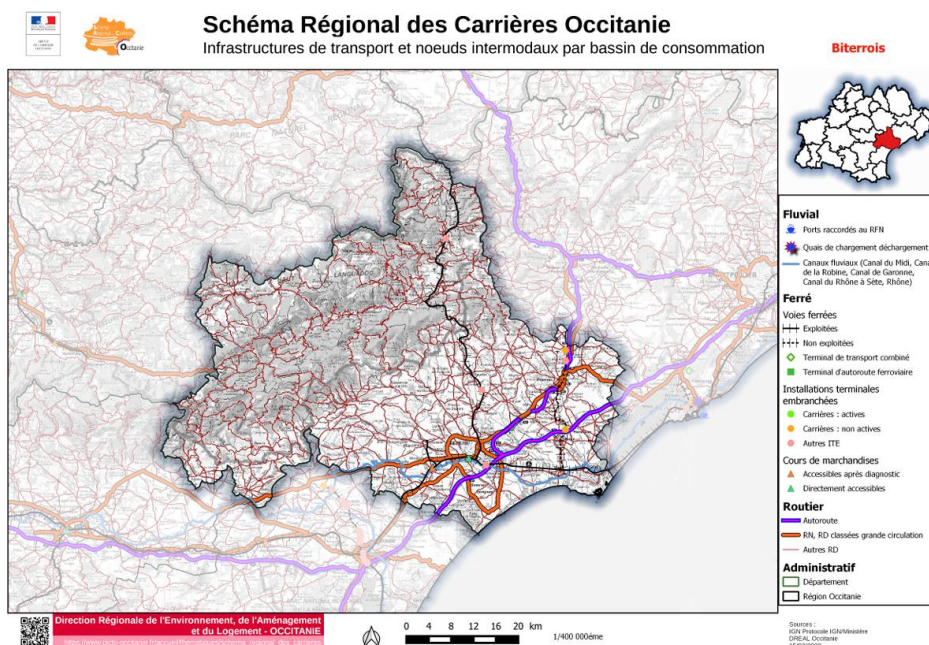 Schéma Régional des Carrières Occitanie
Infrastructures de transport et noeuds intermodaux par bassin de consommation
Biterrois
Occitanie
Fluvial
Ports raccordés au RFN
Quais de chargement déchargement
Canaux fluviaux (Canal du Midi, Cana
de la Robine, Canal de Garonne,
Canal du Rhône à Sète, Rhône)
Ferré
Voies ferrées
Exploitées
Non exploitées
Terminal de transport combiné
Terminal d'autoroute ferroviaire
Installations terminales
embranchées
Carrières : actives
Carrières : non actives
Autres ITE
Cours de marchandises
Accessibles après diagnostic
Directement accessibles
Routier
Autoroute
RN, RD classées grande circulation
Autres RD
Administratif
Département
Région Occitanie
Direction Régionale de l'Environnement, de l'Aménagement
et du Logement - OCCITANIE
0 4 8 12 16 20 km
1/400 000éme
Sources :
IGN Protocole IGN/Ministère
DREAL Occitanie